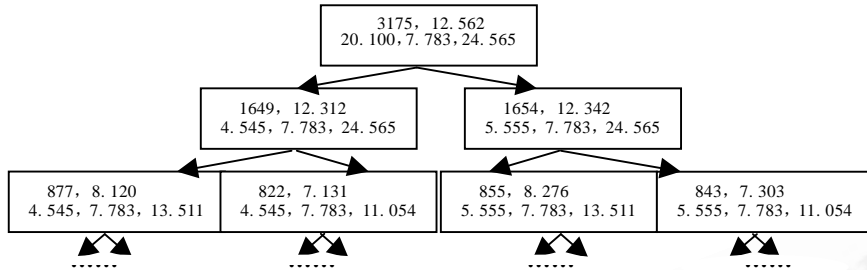 3175, 12.562
20.100, 7.783, 24.565
1649, 12.312
4.545, 7.783, 24.565
1654, 12.342
5.555, 7.783, 24.565
877, 8.120
4.545, 7.783, 13.511
822, 7.131
4.545, 7.783, 11.054
855, 8.276
5.555, 7.783, 13.511
843, 7.303
5.555, 7.783, 11.054
...... ...... ...... ......